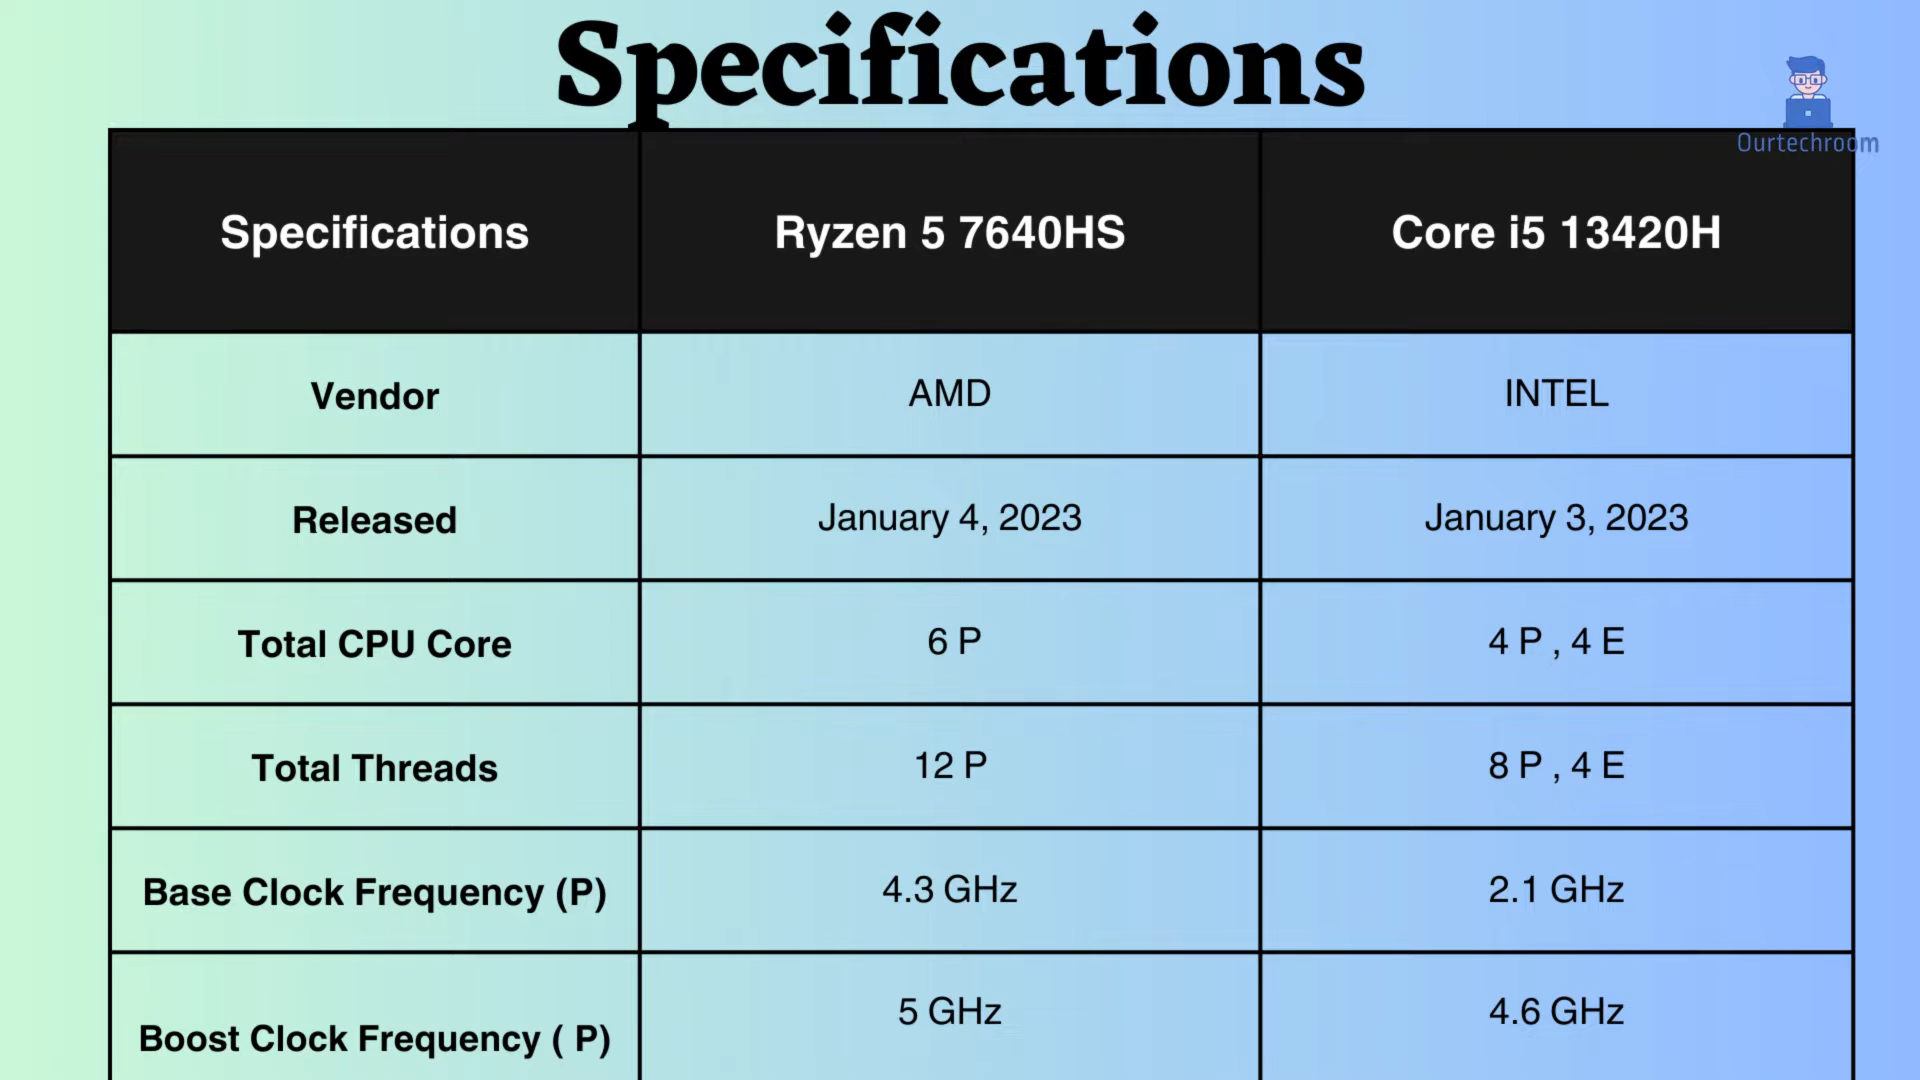 Specifications
Ourtechroom
Specifications Ryzen 5 7640HS Core i5 13420H
Vendor AMD INTEL
Released January 4, 2023 January 3, 2023
Total CPU Core 6 P 4 P , 4 E
Total Threads 12 P 8 P , 4 E
Base Clock Frequency (P) 4.3 GHz 2.1 GHz
Boost Clock Frequency ( P) 5 GHz 4.6 GHz